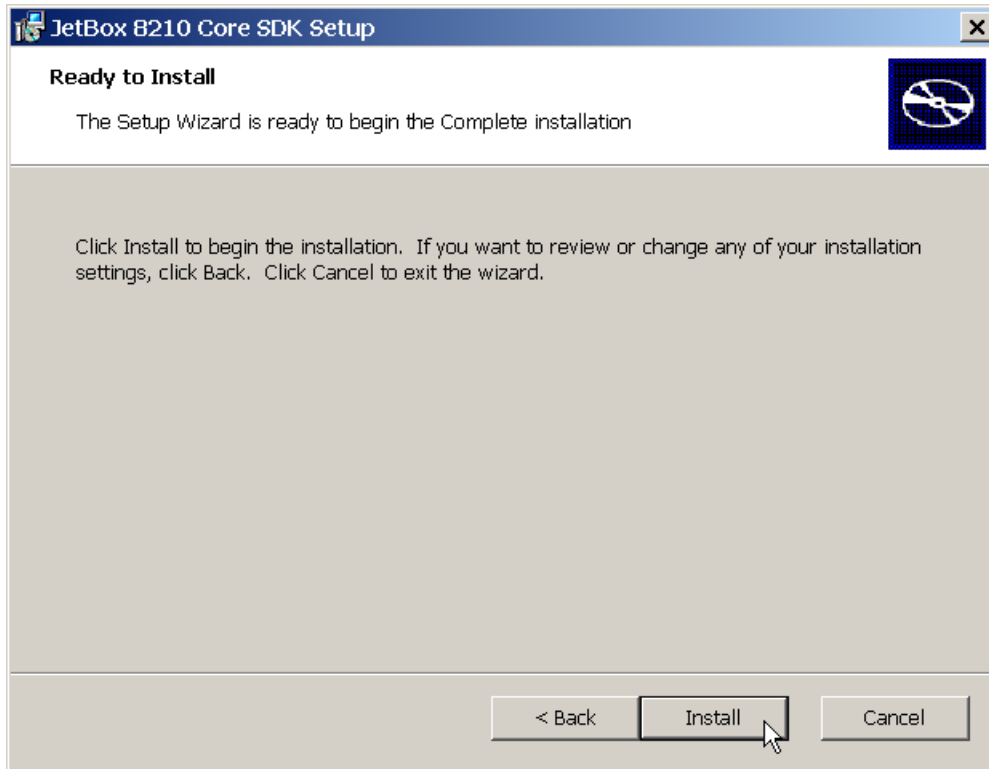 JetBox 8210 Core SDK Setup
Ready to Install
The Setup Wizard is ready to begin the Complete installation
Click Install to begin the installation. If you want to review or change any of your installation
settings, click Back. Click Cancel to exit the wizard.
< Back Install Cancel